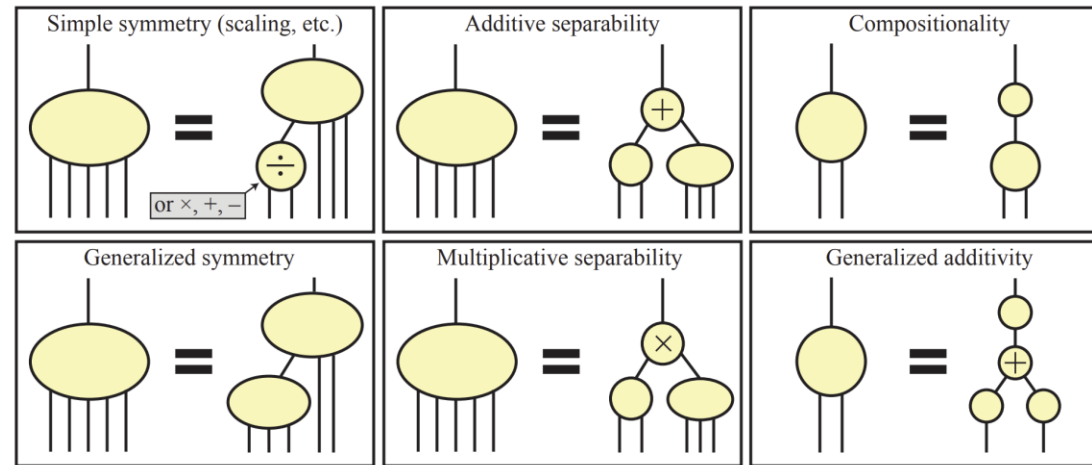 Simple symmetry (scaling, etc.)
=
÷
or ×, +, −
Additive separability
=
+
Compositionality
=
Generalized symmetry
=
Multiplicative separability
=
×
Generalized additivity
=
+